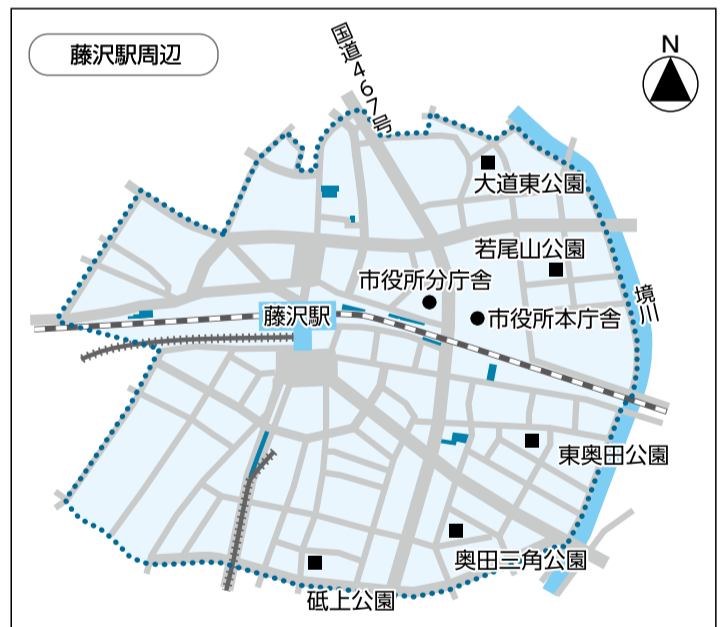 藤沢駅周辺
国道467号
N
大道東公園
若尾山公園
市役所分庁舎
境川
藤沢駅
市役所本庁舎
東奥田公園
奥田三角公園
砥上公園